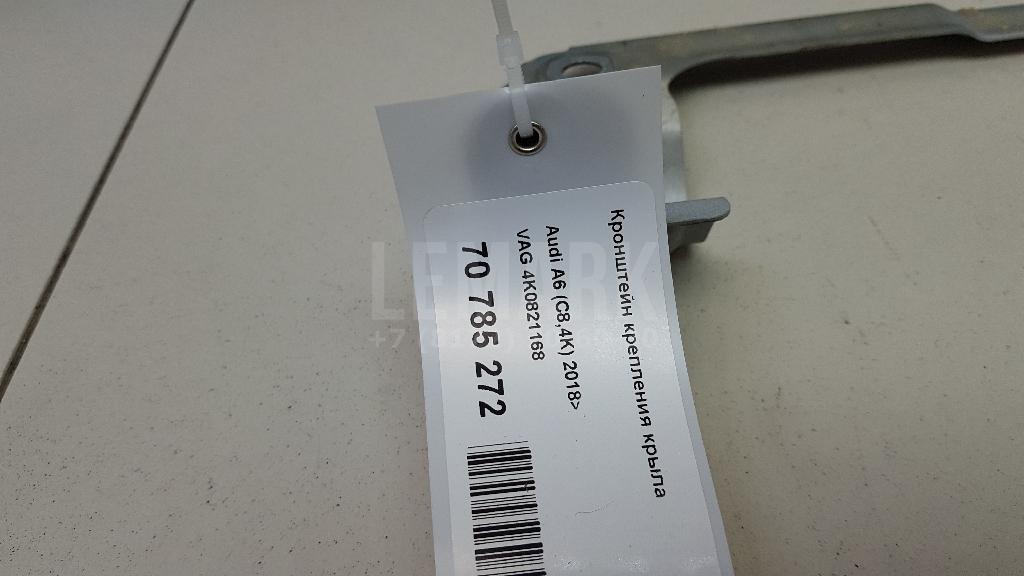 Кронштейн крепления крыла
Audi A6 (C8,4K) 2018>
VAG 4K0821168
70 785 272